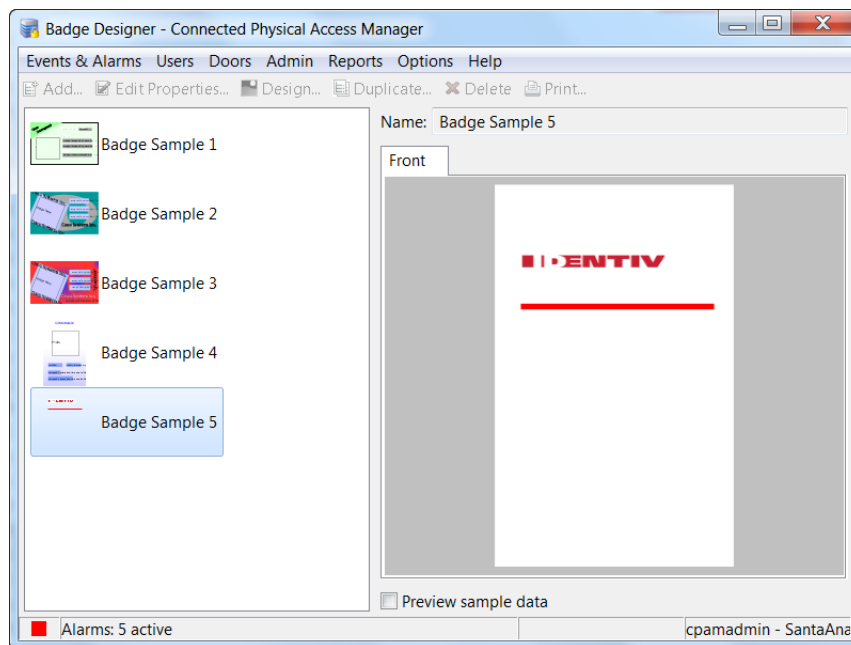 Badge Designer - Connected Physical Access Manager
Events & Alarms Users Doors Admin Reports Options Help
Add... Edit Properties... Design... Duplicate... Delete Print...
Name: Badge Sample 5
Front
Badge Sample 1
Badge Sample 2
Badge Sample 3
Badge Sample 4
Badge Sample 5
IDENTIV
Preview sample data
Alarms: 5 active
cpamadmin - SantaAna